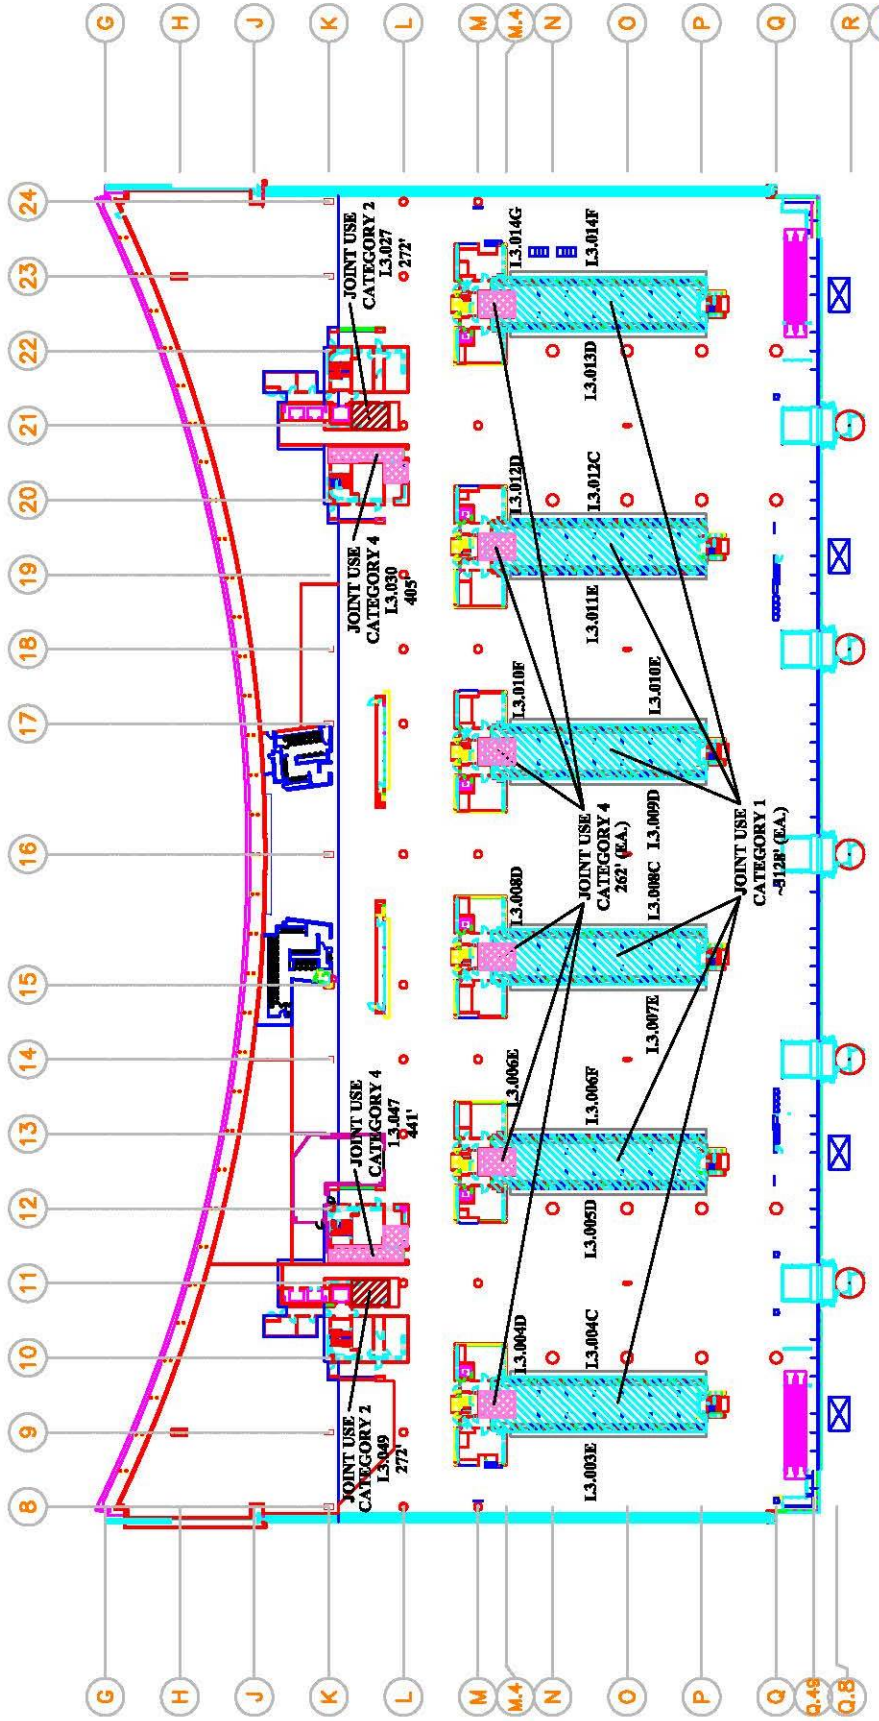 8
9
10
11
12
13
14
15
16
17
18
19
20
21
22
23
24
G
G
H
H
J
J
JOINT USE
CATEGORY 2
L3.049
272'
JOINT USE
CATEGORY 4
L3.047
441'
JOINT USE
CATEGORY 4
L3.030
405'
JOINT USE
CATEGORY 2
L3.027
272'
K
K
L
L
M
M
M.4
M.4
L3.004D
L3.006E
L3.008D
L3.010F
L3.012D
L3.014G
N
N
L3.003E
L3.004C
L3.005D
L3.006F
JOINT USE
CATEGORY 4
262' (EA.)
L3.011E
L3.012C
L3.013D
L3.014F
O
O
L3.007E
L3.008C
L3.009D
L3.010E
P
P
JOINT USE
CATEGORY 1
(EA.)
Q
Q
Q.8
R